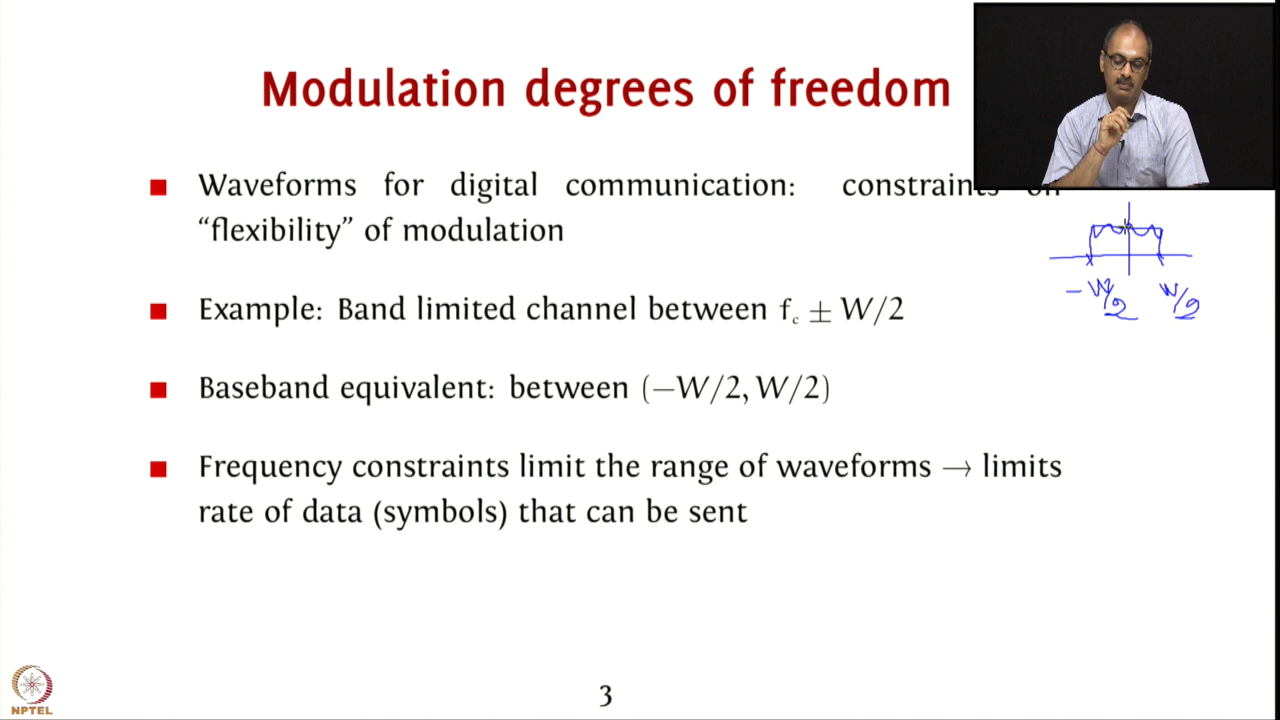 Modulation degrees of freedom
■ Waveforms for digital communication: constraints on
“flexibility” of modulation
■ Example: Band limited channel between f_c ± W/2
■ Baseband equivalent: between (−W/2, W/2)
■ Frequency constraints limit the range of waveforms → limits
rate of data (symbols) that can be sent
−W/2 W/2
NPTEL
3